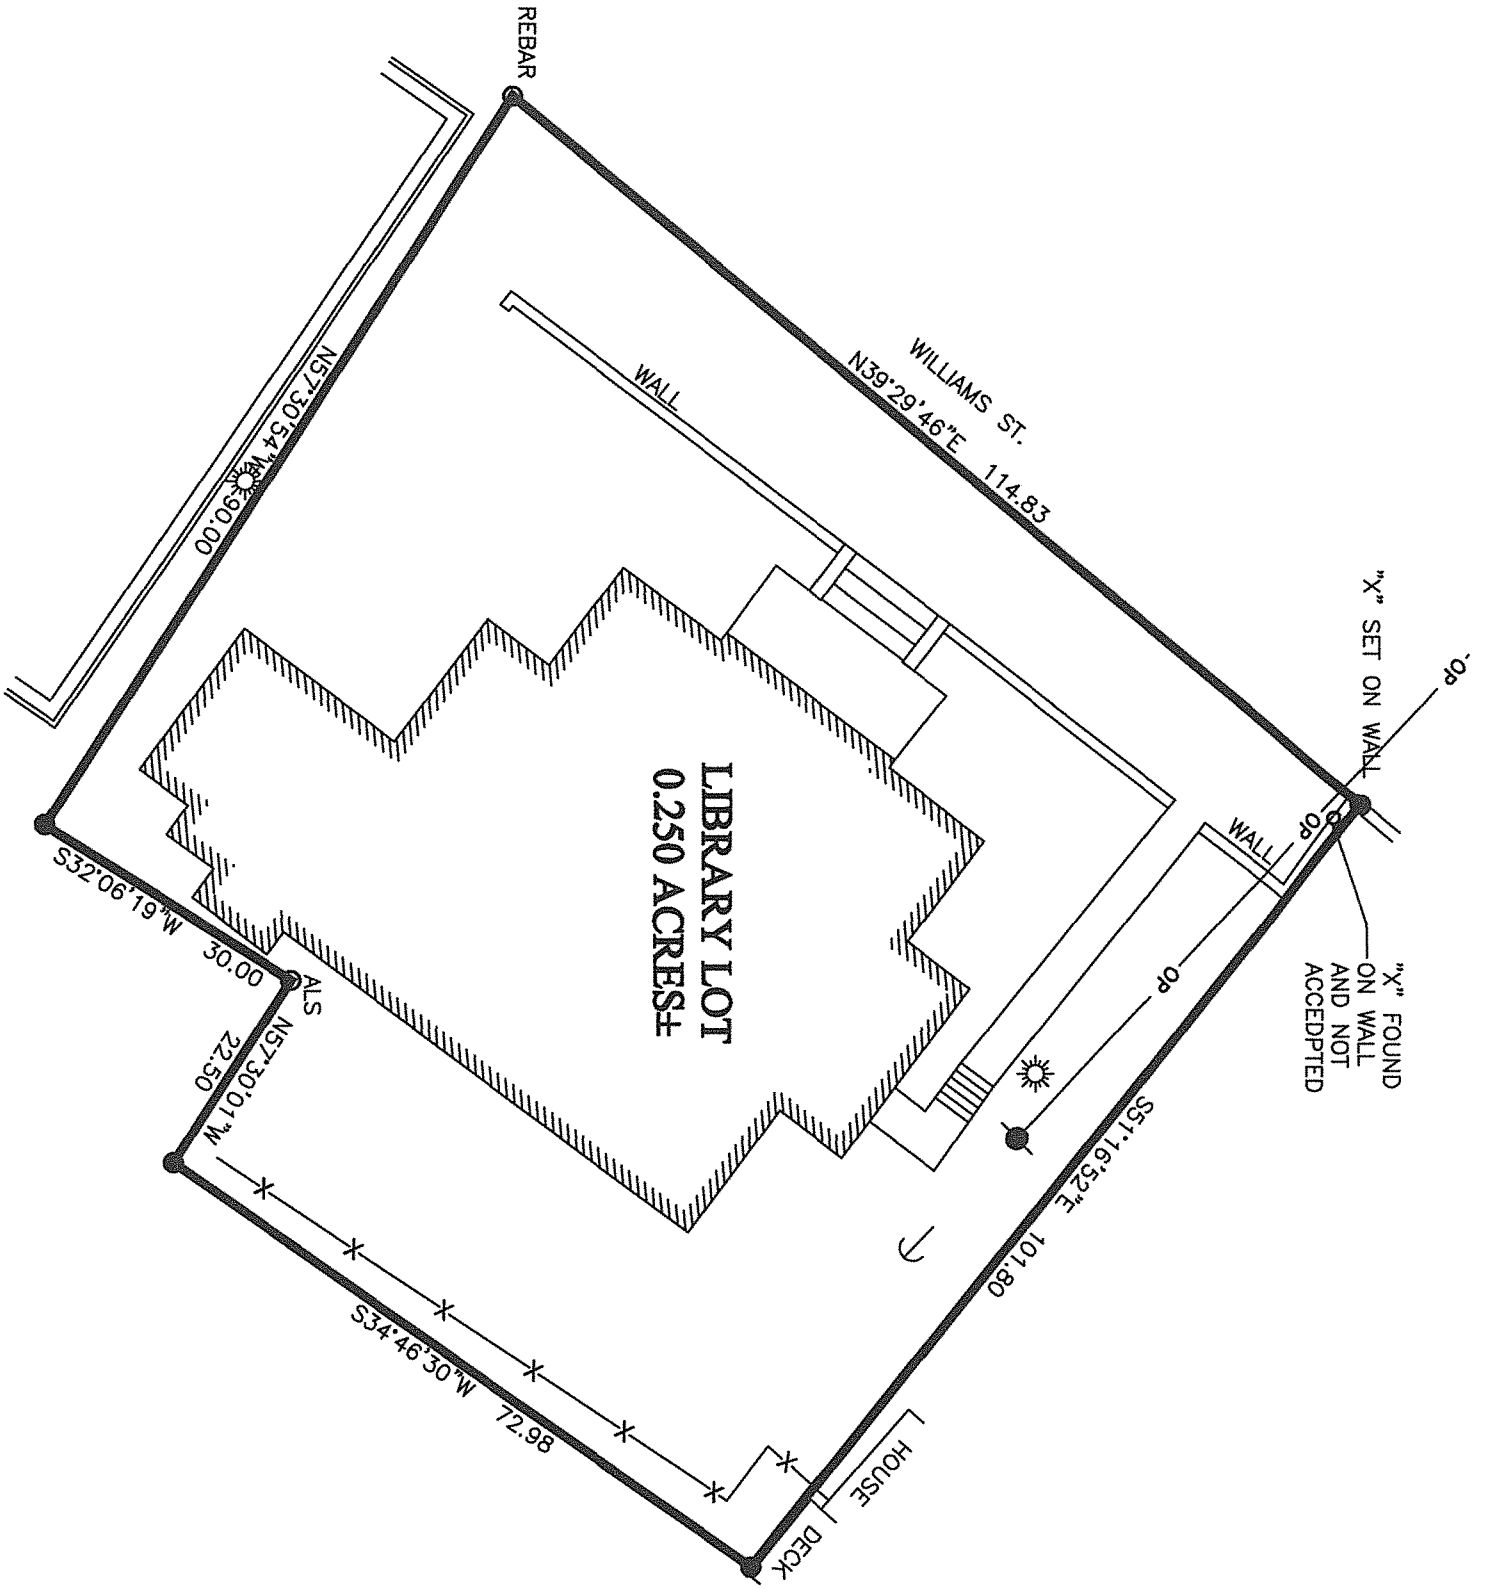 REBAR
WILLIAMS ST.
N39°29'46"E 114.83
"X" SET ON WALL
-OP
OP
"X" FOUND
ON WALL
AND NOT
ACCEDPTED
WALL
WALL
OP
S51°16'52"E 101.80
LIBRARY LOT
0.250 ACRES±
N57°30'54"W 90.00
S32°06'19"W 30.00
ALS
N57°30'01"W
22.50
S34°46'30"W 72.98
HOUSE
DECK